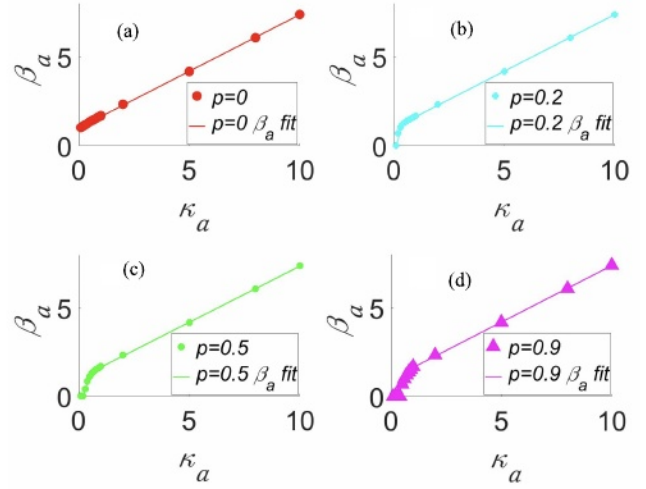 (a)
β_a
5
0
p=0
p=0 β_a fit
0 5 10
κ_a
(b)
β_a
5
0
p=0.2
p=0.2 β_a fit
0 5 10
κ_a
(c)
β_a
5
0
p=0.5
p=0.5 β_a fit
0 5 10
κ_a
(d)
β_a
5
0
p=0.9
p=0.9 β_a fit
0 5 10
κ_a